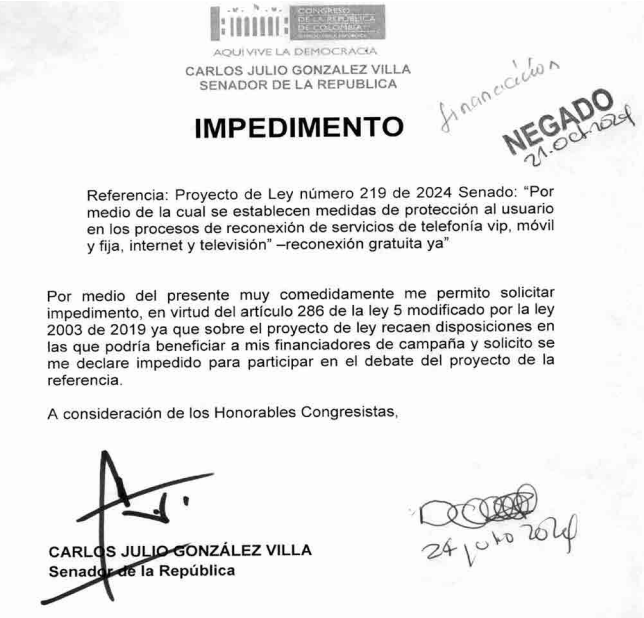 CONGRESO
DE LA REPÚBLICA
DE COLOMBIA
AQUÍ VIVE LA DEMOCRACIA
CARLOS JULIO GONZALEZ VILLA
SENADOR DE LA REPUBLICA
financiación
IMPEDIMENTO
NEGADO
21.Oct.2024
Referencia: Proyecto de Ley número 219 de 2024 Senado: “Por
medio de la cual se establecen medidas de protección al usuario
en los procesos de reconexión de servicios de telefonía vip, móvil
y fija, internet y televisión” –reconexión gratuita ya”
Por medio del presente muy comedidamente me permito solicitar
impedimento, en virtud del artículo 286 de la ley 5 modificado por la ley
2003 de 2019 ya que sobre el proyecto de ley recaen disposiciones en
las que podría beneficiar a mis financiadores de campaña y solicito se
me declare impedido para participar en el debate del proyecto de la
referencia.
A consideración de los Honorables Congresistas,
CARLOS JULIO GONZÁLEZ VILLA
Senador de la República
24 2024